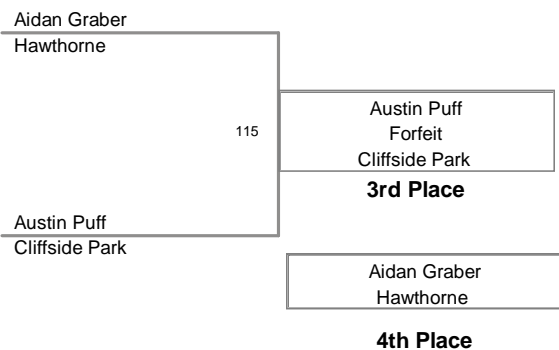 Aidan Graber
Hawthorne
115
Austin Puff
Forfeit
Cliffside Park
3rd Place
Austin Puff
Cliffside Park
Aidan Graber
Hawthorne
4th Place